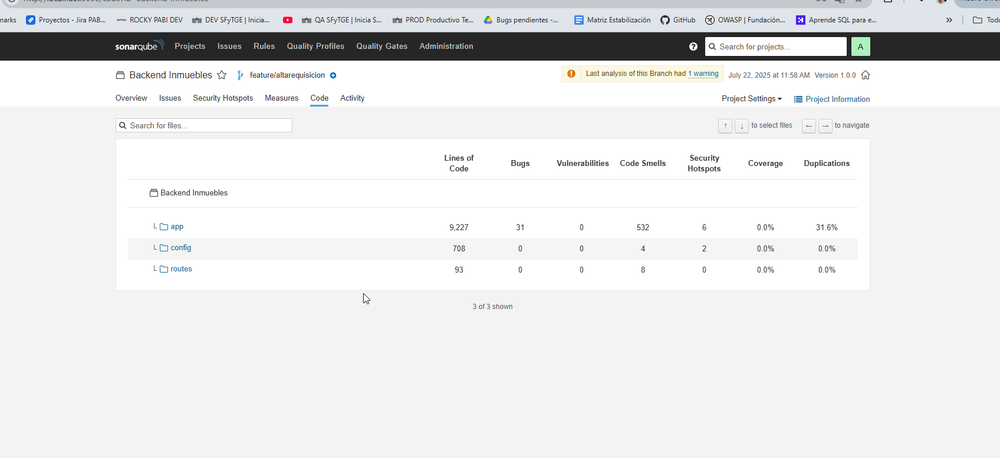 marks Proyectos - Jira PAB... ROCKY PABI DEV DEV SFyTGE | Inicia... QA SFyTGE | Inicia S... PROD Productivo Te... Bugs pendientes -... Matriz Estabilización GitHub OWASP | Fundación... Aprende SQL para e... » Todo
sonarqube Projects Issues Rules Quality Profiles Quality Gates Administration ? Search for projects... A
Backend Inmuebles feature/altarequisicion Last analysis of this Branch had 1 warning July 22, 2025 at 11:58 AM Version 1.0.0
Overview Issues Security Hotspots Measures Code Activity Project Settings Project Information
Search for files... ↑ ↓ to select files ← → to navigate
Lines of Code Bugs Vulnerabilities Code Smells Security Hotspots Coverage Duplications
Backend Inmuebles
app 9,227 31 0 532 6 0.0% 31.6%
config 708 0 0 4 2 0.0% 0.0%
routes 93 0 0 8 0 0.0% 0.0%
3 of 3 shown